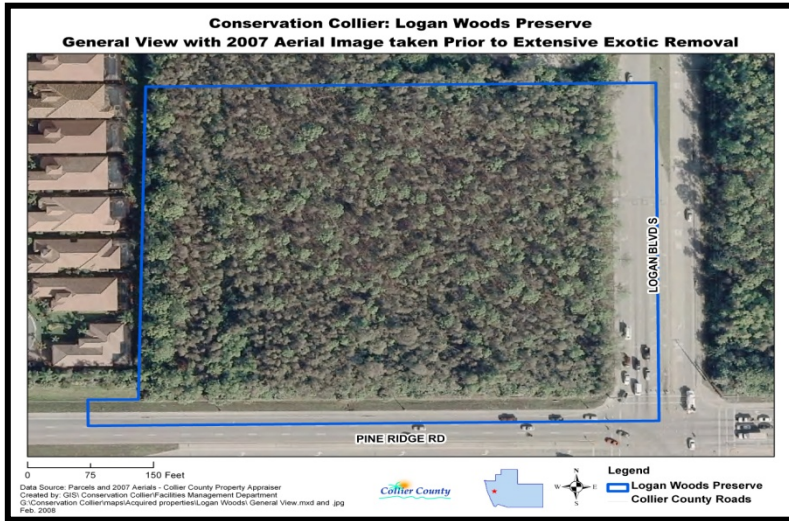 Conservation Collier: Logan Woods Preserve
General View with 2007 Aerial Image taken Prior to Extensive Exotic Removal
LOGAN BLVD S
PINE RIDGE RD
0 75 150 Feet
Data Source: Parcels and 2007 Aerials - Collier County Property Appraiser
Created by: GIS\ Conservation Collier\Facilities Management Department
G:\Conservation Collier\maps\Acquired properties\Logan Woods\ General View.mxd and .jpg
Feb. 2008
Collier County
N
W E
S
Legend
Logan Woods Preserve
Collier County Roads